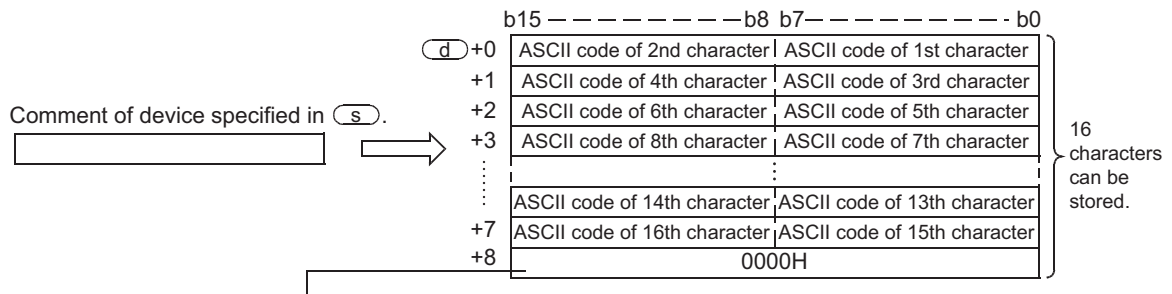 b15 — — — — — —b8 b7— — — — — — - b0
d +0 ASCII code of 2nd character ASCII code of 1st character
+1 ASCII code of 4th character ASCII code of 3rd character
+2 ASCII code of 6th character ASCII code of 5th character
Comment of device specified in s.
+3 ASCII code of 8th character ASCII code of 7th character
ASCII code of 14th character ASCII code of 13th character
+7 ASCII code of 16th character ASCII code of 15th character
+8 0000H
16
characters
can be
stored.